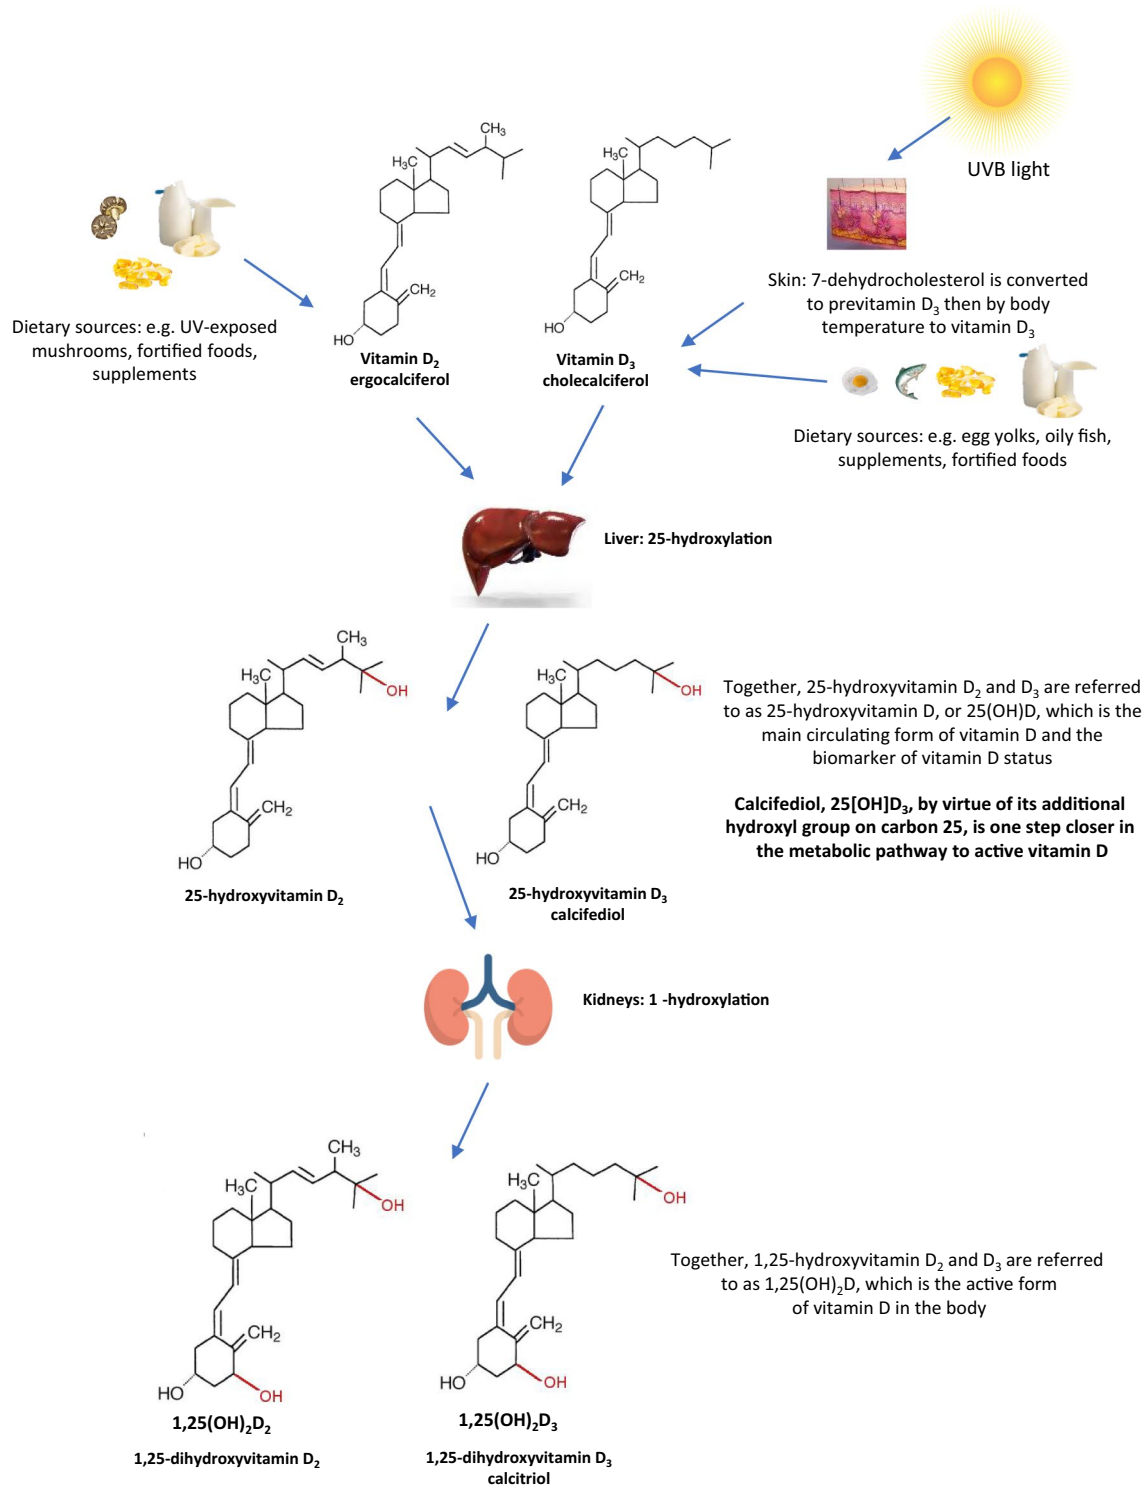 UVB light
CH₃
H₃C
CH₂
HO
Vitamin D₂
ergocalciferol
H₃C
CH₂
HO
Vitamin D₃
cholecalciferol
Dietary sources: e.g. UV-exposed
mushrooms, fortified foods,
supplements
Skin: 7-dehydrocholesterol is converted
to previtamin D₃ then by body
temperature to vitamin D₃
Dietary sources: e.g. egg yolks, oily fish,
supplements, fortified foods
Liver: 25-hydroxylation
CH₃
H₃C
OH
CH₂
HO
25-hydroxyvitamin D₂
H₃C
OH
CH₂
HO
25-hydroxyvitamin D₃
calcifediol
Together, 25-hydroxyvitamin D₂ and D₃ are referred
to as 25-hydroxyvitamin D, or 25(OH)D, which is the
main circulating form of vitamin D and the
biomarker of vitamin D status
Calcifediol, 25[OH]D₃, by virtue of its additional
hydroxyl group on carbon 25, is one step closer in
the metabolic pathway to active vitamin D
Kidneys: 1 -hydroxylation
CH₃
H₃C
OH
CH₂
HO
OH
1,25(OH)₂D₂
1,25-dihydroxyvitamin D₂
H₃C
OH
CH₂
HO
OH
1,25(OH)₂D₃
1,25-dihydroxyvitamin D₃
calcitriol
Together, 1,25-hydroxyvitamin D₂ and D₃ are referred
to as 1,25(OH)₂D, which is the active form
of vitamin D in the body